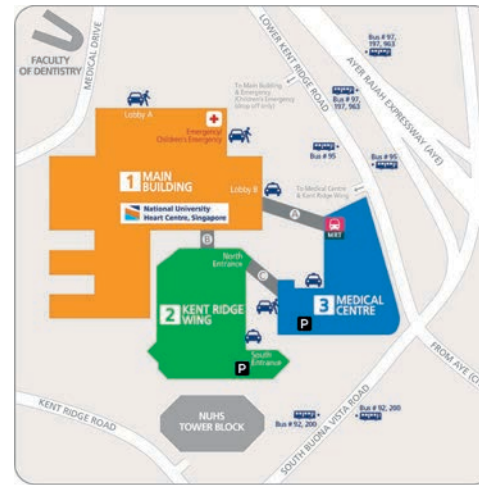 FACULTY
OF DENTISTRY
MEDICAL DRIVE
LOWER KENT RIDGE ROAD
AYER RAJAH EXPRESSWAY (AYE)
Bus # 97,
197, 963
To Main Building
& Emergency
/Children's Emergency
(drop off only)
Bus # 97,
197, 963
Lobby A
Emergency/
Children's Emergency
Bus # 95
Bus # 95
1 MAIN
BUILDING
Lobby B
To Medical Centre
& Kent Ridge Wing
National University
Heart Centre, Singapore
A
MRT
B
North
Entrance
C
2 KENT RIDGE
WING
3 MEDICAL
CENTRE
P
South
Entrance
P
FROM AYE (C
KENT RIDGE ROAD
NUHS
TOWER BLOCK
Bus # 92, 200
Bus # 92, 200
SOUTH BUONA VISTA ROAD